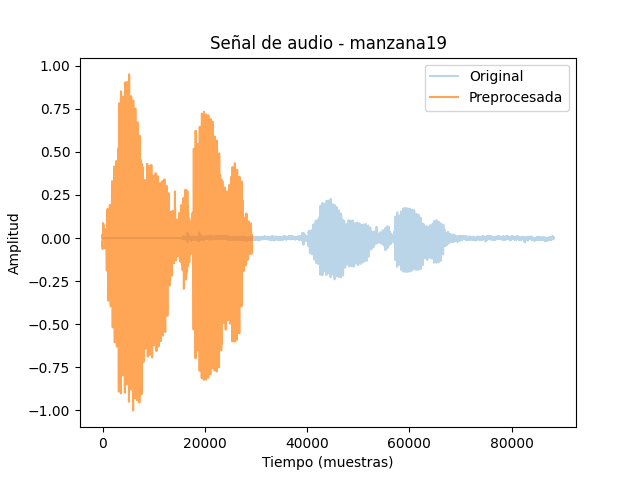 Señal de audio - manzana19
Original
Preprocesada
Amplitud
1.00
0.75
0.50
0.25
0.00
−0.25
−0.50
−0.75
−1.00
0
20000
40000
60000
80000
Tiempo (muestras)